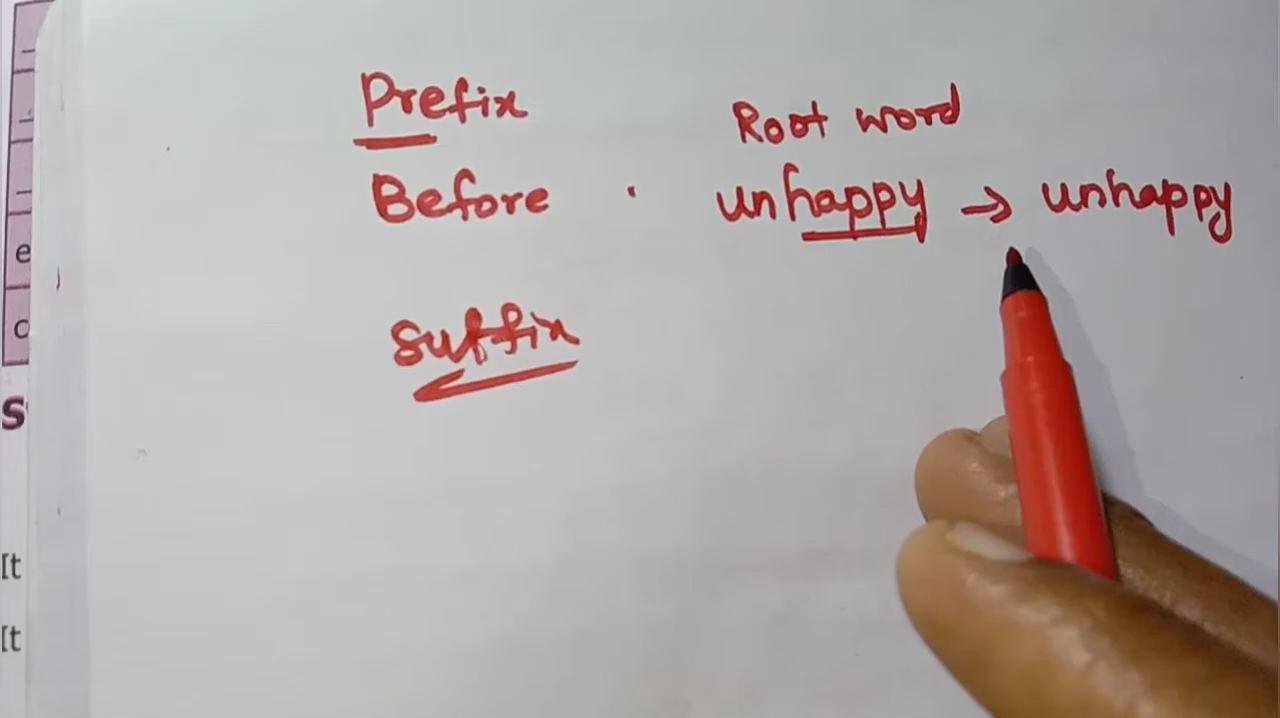 Prefix
Root word
Before · unhappy → unhappy
Suffix
e
S
[t
[t